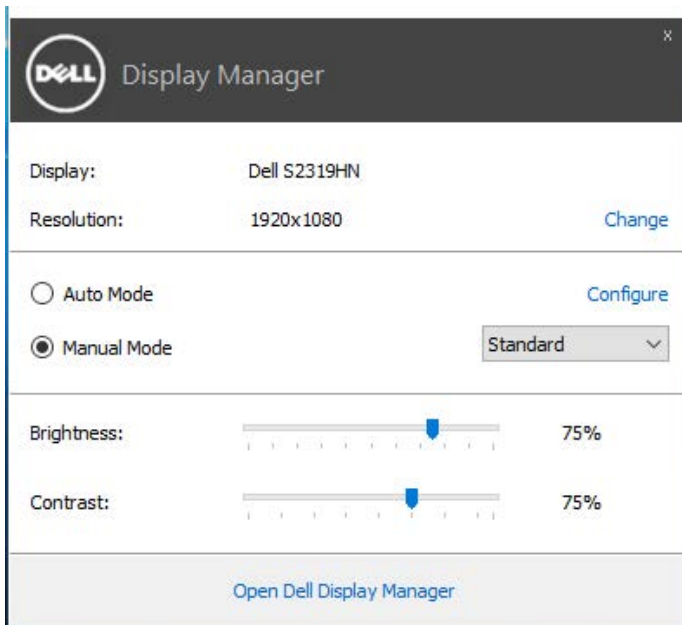 DELL Display Manager x
Display: Dell S2319HN
Resolution: 1920x1080 Change
Auto Mode Configure
Manual Mode Standard
Brightness: 75%
Contrast: 75%
Open Dell Display Manager